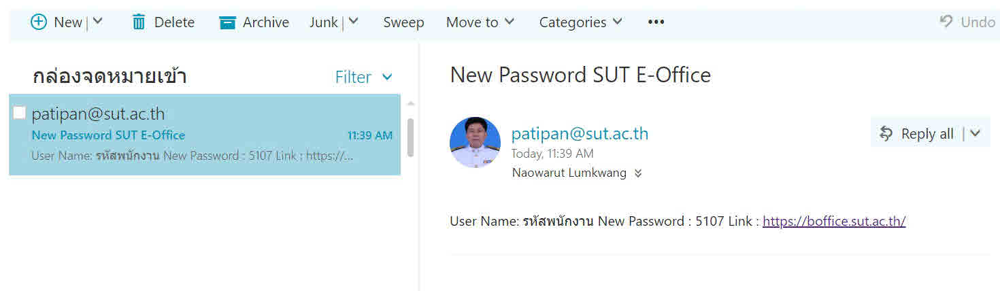 New | Delete Archive Junk | Sweep Move to Categories ••• Undo
กล่องจดหมายเข้า Filter
patipan@sut.ac.th
New Password SUT E-Office 11:39 AM
User Name: รหัสพนักงาน New Password : 5107 Link : https://...
New Password SUT E-Office
patipan@sut.ac.th
Today, 11:39 AM
Naowarut Lumkwang
Reply all |
User Name: รหัสพนักงาน New Password : 5107 Link : https://boffice.sut.ac.th/